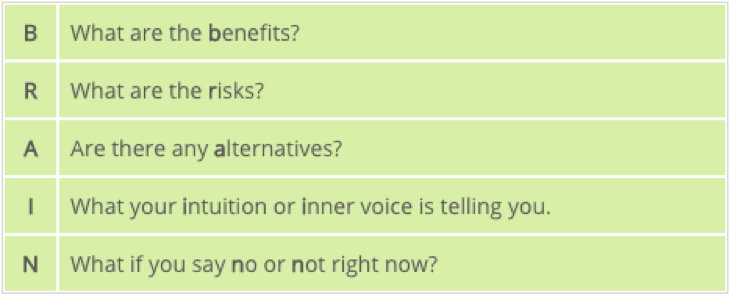 B What are the benefits?
R What are the risks?
A Are there any alternatives?
I What your intuition or inner voice is telling you.
N What if you say no or not right now?